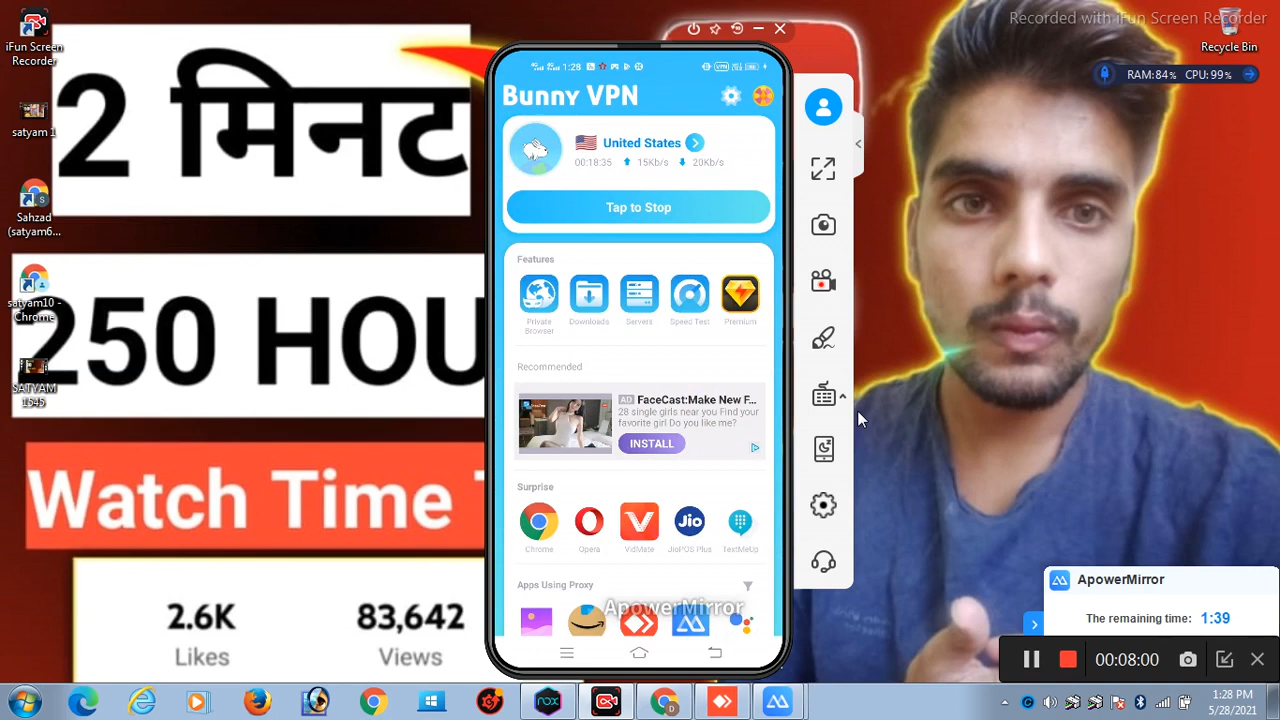 Recorded with iFun Screen Recorder
iFun Screen
Recorder
satyam 1
Sahzad
(satyam6...
satyam10 -
Chrome
SATYAM
1545
Recycle Bin
RAM:84% CPU:99%
2 मिनट
250 HOU
Watch Time T
2.6K
Likes
83,642
Views
1:28
VPN
Bunny VPN
United States
00:18:35 15Kb/s 20Kb/s
Tap to Stop
Features
Private
Browser
Downloads
Servers
Speed Test
Premium
Recommended
AD FaceCast:Make New F...
28 single girls near you Find your
favorite girl Do you like me?
INSTALL
Surprise
Jio
Chrome
Opera
VidMate
JioPOS Plus
TextMeUp
Apps Using Proxy
ApowerMirror
ApowerMirror
The remaining time: 1:39
00:08:00
nox
1:28 PM
5/28/2021